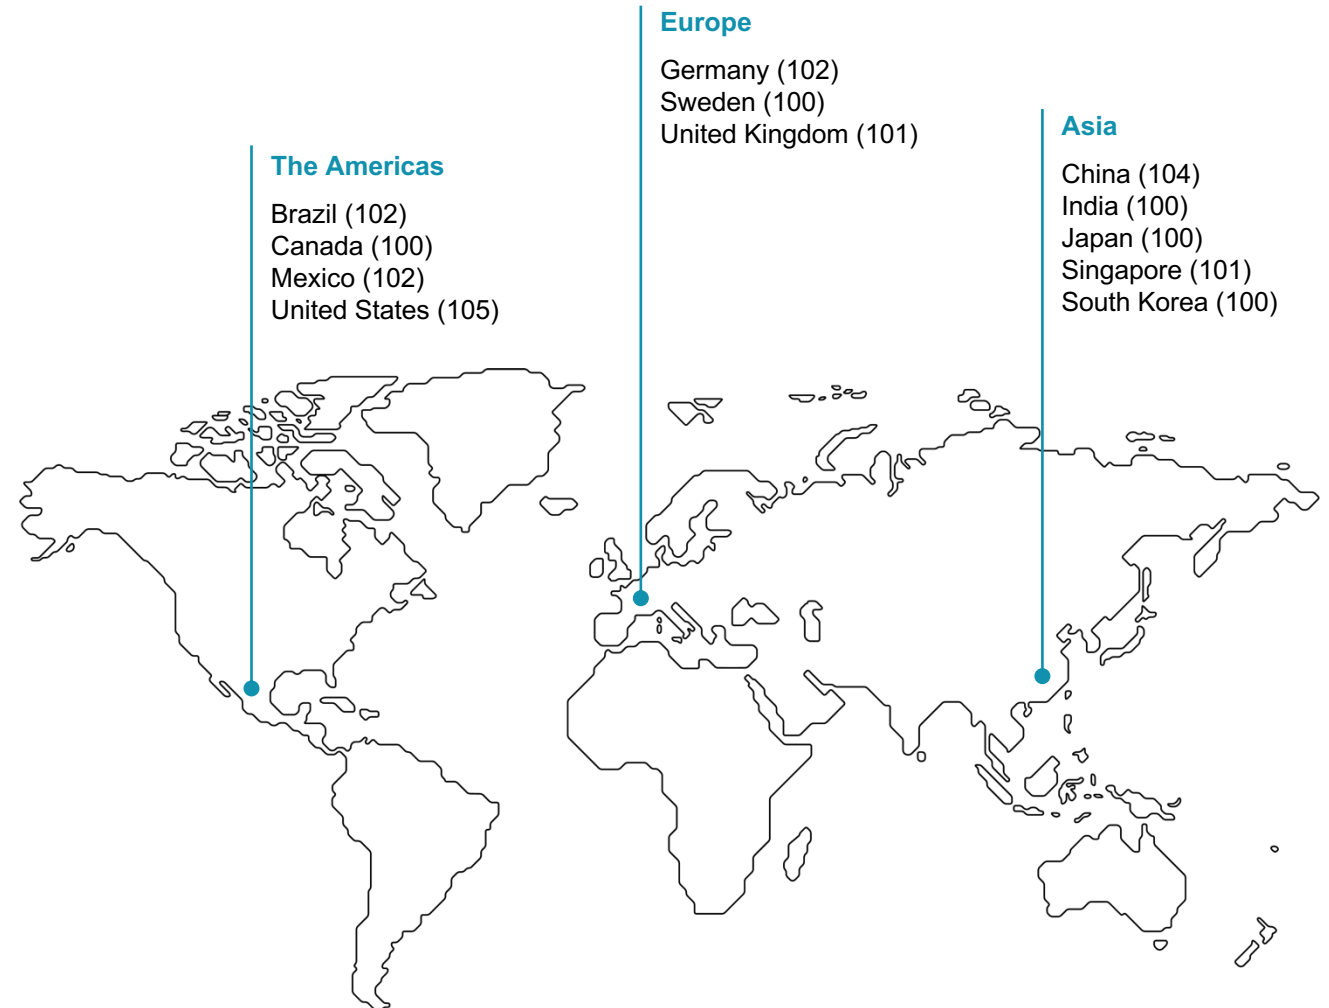 The Americas
Brazil (102)
Canada (100)
Mexico (102)
United States (105)
Europe
Germany (102)
Sweden (100)
United Kingdom (101)
Asia
China (104)
India (100)
Japan (100)
Singapore (101)
South Korea (100)